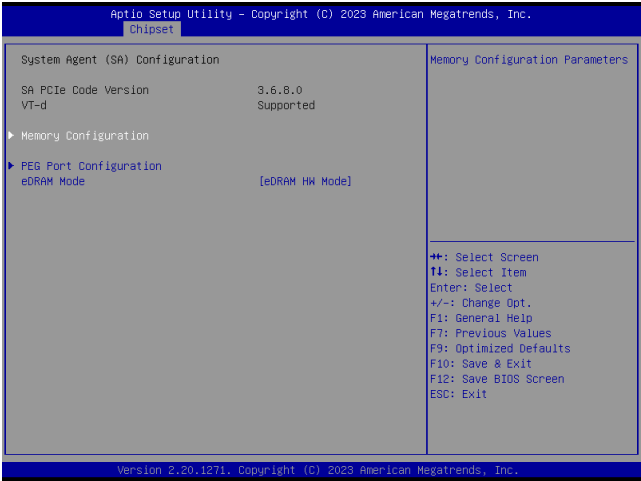 Aptio Setup Utility – Copyright (C) 2023 American Megatrends, Inc.
Chipset
System Agent (SA) Configuration
SA PCIe Code Version 3.6.8.0
VT-d Supported
Memory Configuration
PEG Port Configuration
eDRAM Mode [eDRAM HW Mode]
Memory Configuration Parameters
→←: Select Screen
↑↓: Select Item
Enter: Select
+/-: Change Opt.
F1: General Help
F7: Previous Values
F9: Optimized Defaults
F10: Save & Exit
F12: Save BIOS Screen
ESC: Exit
Version 2.20.1271. Copyright (C) 2023 American Megatrends, Inc.